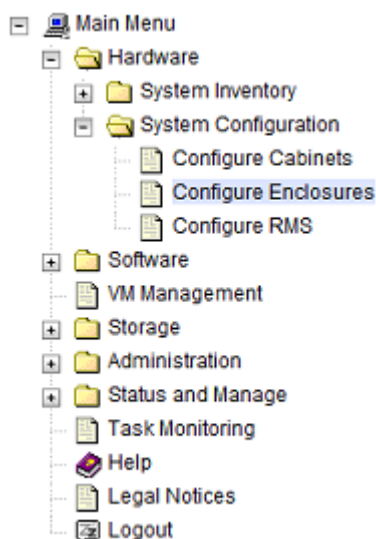 Main Menu
Hardware
System Inventory
System Configuration
Configure Cabinets
Configure Enclosures
Configure RMS
Software
VM Management
Storage
Administration
Status and Manage
Task Monitoring
Help
Legal Notices
Logout